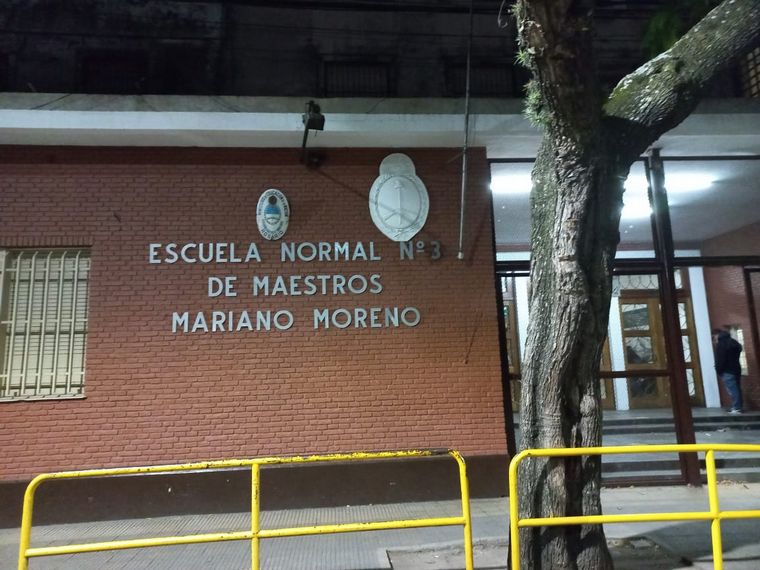 ESCUELA NORMAL Nº3
DE MAESTROS
MARIANO MORENO